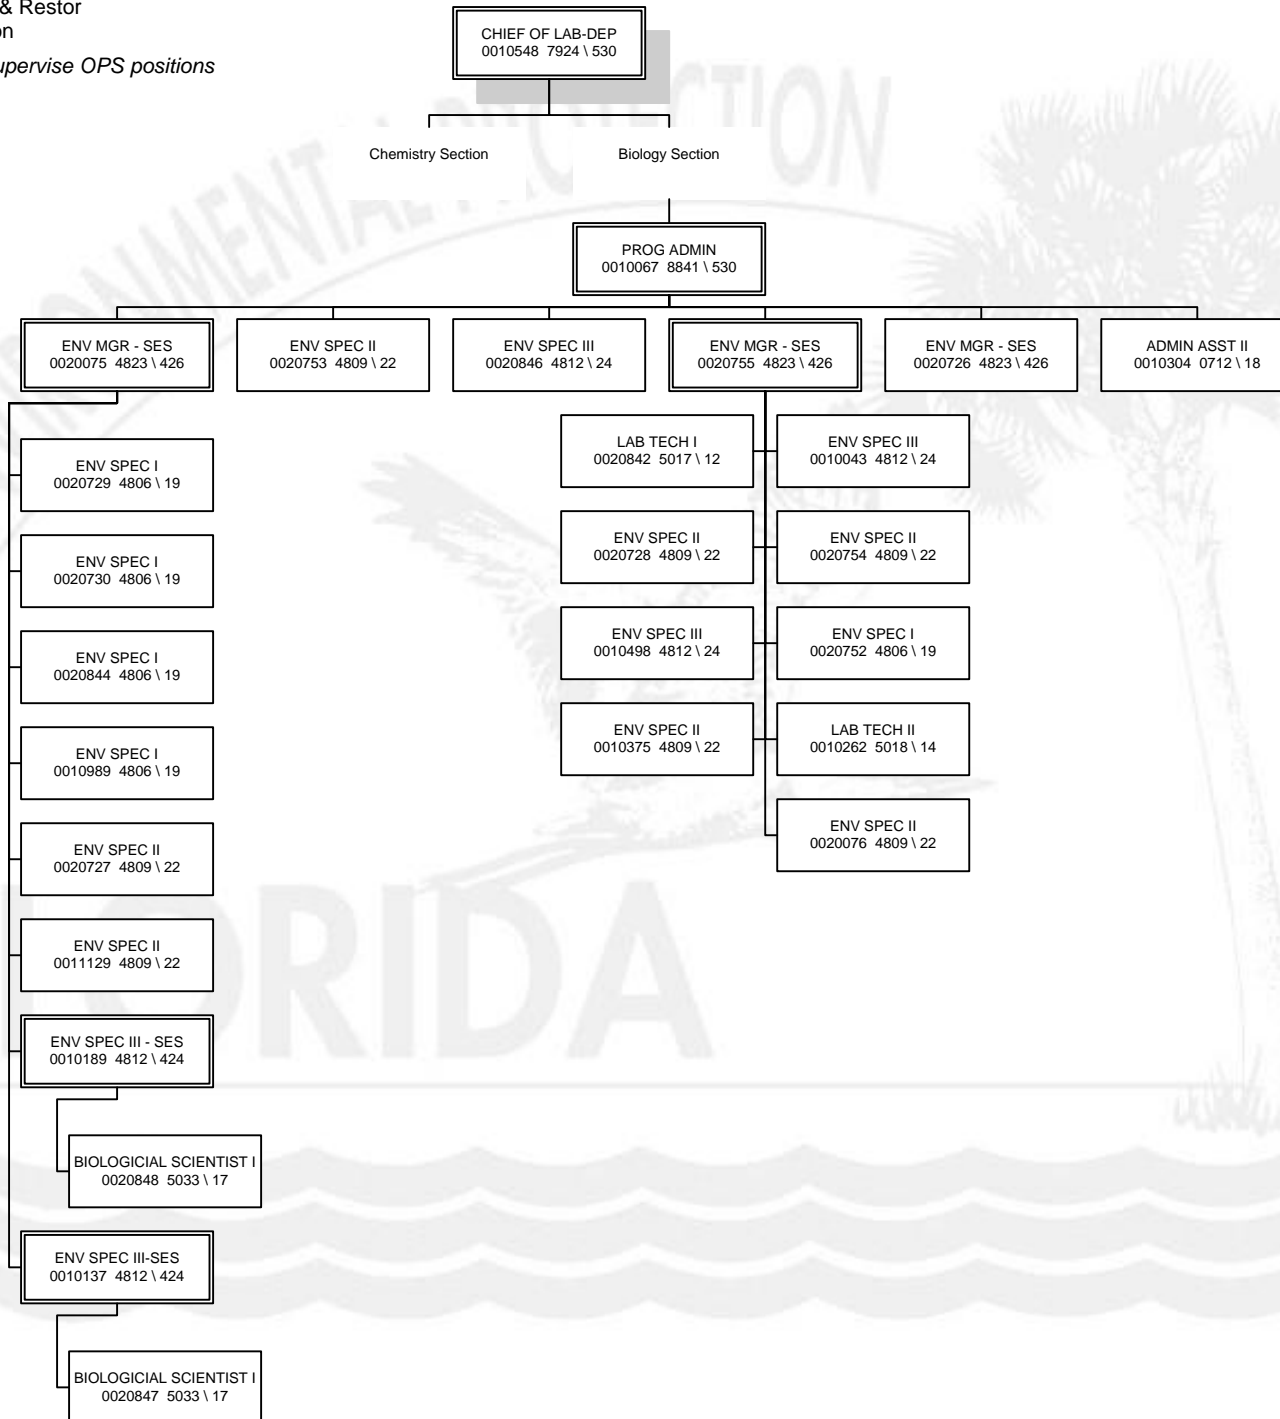 & Restor
on
upervise OPS positions
CHIEF OF LAB-DEP
0010548 7924 \ 530
Chemistry Section
Biology Section
PROG ADMIN
0010067 8841 \ 530
ENV MGR - SES
0020075 4823 \ 426
ENV SPEC II
0020753 4809 \ 22
ENV SPEC III
0020846 4812 \ 24
ENV MGR - SES
0020755 4823 \ 426
ENV MGR - SES
0020726 4823 \ 426
ADMIN ASST II
0010304 0712 \ 18
ENV SPEC I
0020729 4806 \ 19
ENV SPEC I
0020730 4806 \ 19
ENV SPEC I
0020844 4806 \ 19
ENV SPEC I
0010989 4806 \ 19
ENV SPEC II
0020727 4809 \ 22
ENV SPEC II
0011129 4809 \ 22
ENV SPEC III - SES
0010189 4812 \ 424
BIOLOGICIAL SCIENTIST I
0020848 5033 \ 17
ENV SPEC III-SES
0010137 4812 \ 424
BIOLOGICIAL SCIENTIST I
0020847 5033 \ 17
LAB TECH I
0020842 5017 \ 12
ENV SPEC III
0010043 4812 \ 24
ENV SPEC II
0020728 4809 \ 22
ENV SPEC II
0020754 4809 \ 22
ENV SPEC III
0010498 4812 \ 24
ENV SPEC I
0020752 4806 \ 19
ENV SPEC II
0010375 4809 \ 22
LAB TECH II
0010262 5018 \ 14
ENV SPEC II
0020076 4809 \ 22
IRONMENTAL PROTECTION
FLORIDA